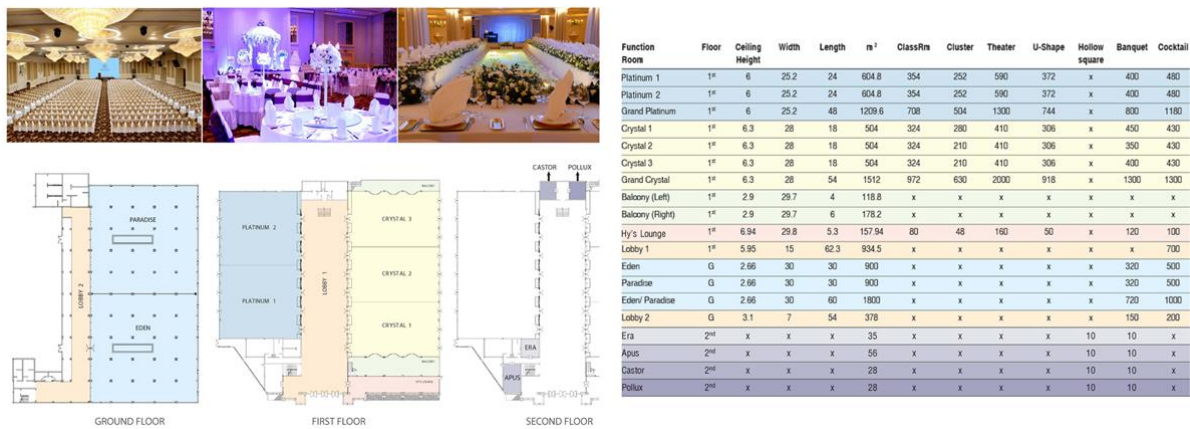 CASTOR POLLUX
PARADISE
LOBBY 2
EDEN
GROUND FLOOR
PLATINUM 2
PLATINUM 1
LOBBY 1
CRYSTAL 3
CRYSTAL 2
CRYSTAL 1
FIRST FLOOR
ERA
APUS
SECOND FLOOR
Function Room Floor Ceiling Height Width Length m² ClassRm Cluster Theater U-Shape Hollow square Banquet Cocktail
Platinum 1 1st 6 25.2 24 604.8 354 252 590 372 x 400 480
Platinum 2 1st 6 25.2 24 604.8 354 252 590 372 x 400 480
Grand Platinum 1st 6 25.2 48 1209.6 708 504 1300 744 x 800 1180
Crystal 1 1st 6.3 28 18 504 324 280 410 306 x 450 430
Crystal 2 1st 6.3 28 18 504 324 210 410 306 x 350 430
Crystal 3 1st 6.3 28 18 504 324 210 410 306 x 400 430
Grand Crystal 1st 6.3 28 54 1512 972 630 2000 918 x 1300 1300
Balcony (Left) 1st 2.9 29.7 4 118.8 x x x x x x x
Balcony (Right) 1st 2.9 29.7 6 178.2 x x x x x x x
Hy's Lounge 1st 6.94 29.8 5.3 157.94 80 48 160 50 x 120 100
Lobby 1 1st 5.95 15 62.3 934.5 x x x x x x 700
Eden G 2.66 30 30 900 x x x x x 320 500
Paradise G 2.66 30 30 900 x x x x x 320 500
Eden/ Paradise G 2.66 30 60 1800 x x x x x 720 1000
Lobby 2 G 3.1 7 54 378 x x x x x 150 200
Era 2nd x x x 35 x x x x 10 10 x
Apus 2nd x x x 56 x x x x 10 10 x
Castor 2nd x x x 28 x x x x 10 10 x
Pollux 2nd x x x 28 x x x x 10 10 x